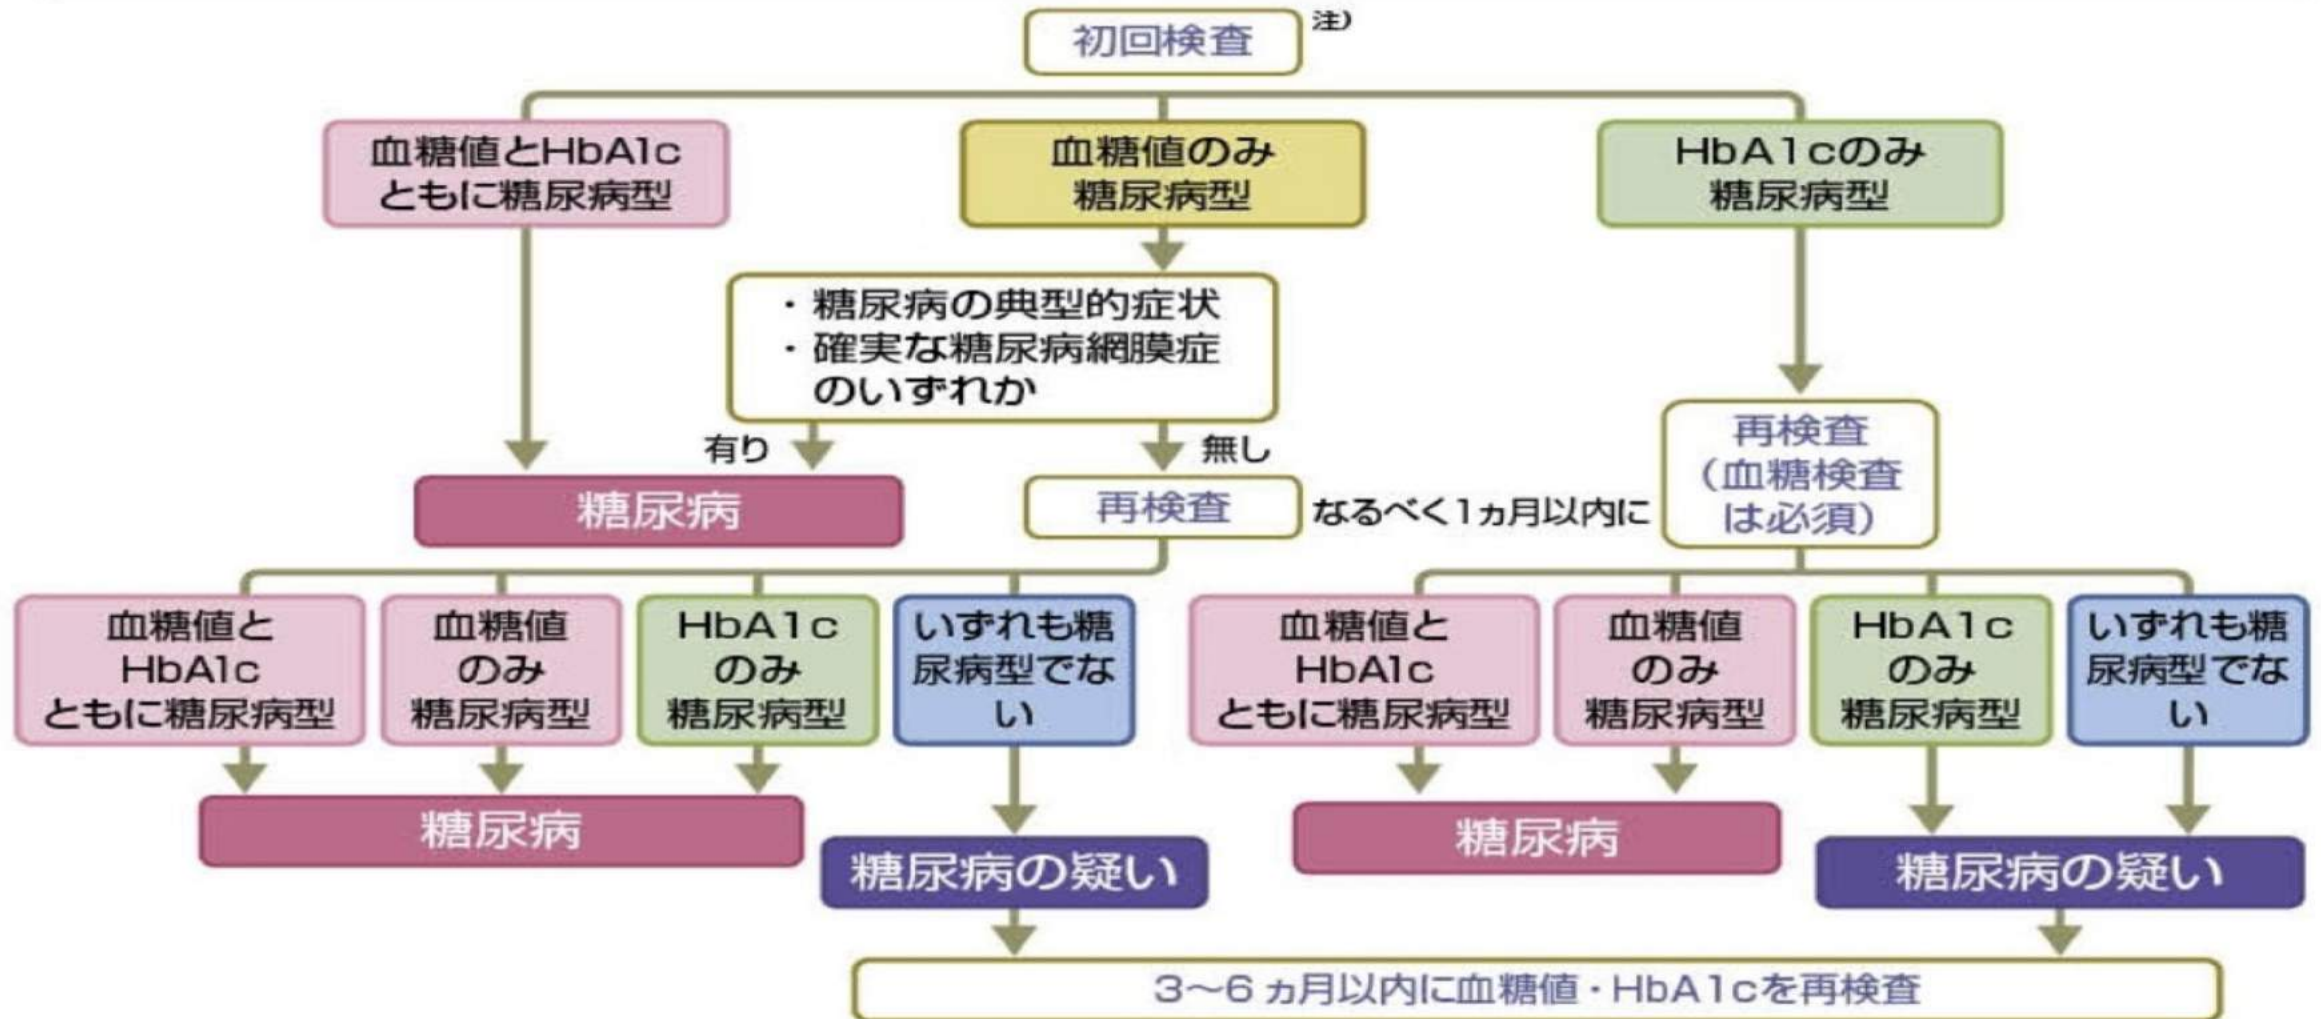 初回検査
注）
血糖値とHbA1c
ともに糖尿病型
血糖値のみ
糖尿病型
HbA1cのみ
糖尿病型
・糖尿病の典型的症状
・確実な糖尿病網膜症
のいずれか
有り
無し
糖尿病
再検査
なるべく1ヵ月以内に
再検査
（血糖検査
は必須）
血糖値と
HbA1c
ともに糖尿病型
血糖値
のみ
糖尿病型
HbA1c
のみ
糖尿病型
いずれも糖
尿病型でな
い
血糖値と
HbA1c
ともに糖尿病型
血糖値
のみ
糖尿病型
HbA1c
のみ
糖尿病型
いずれも糖
尿病型でな
い
糖尿病
糖尿病の疑い
糖尿病
糖尿病の疑い
3〜6ヵ月以内に血糖値・HbA1cを再検査